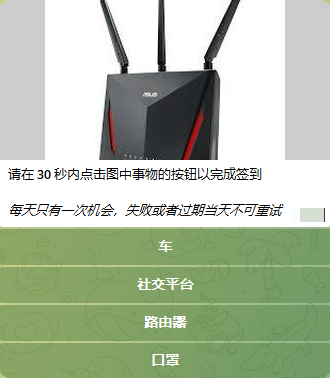 ASUS
请在 30 秒内点击图中事物的按钮以完成签到
每天只有一次机会，失败或者过期当天不可重试
车
社交平台
路由器
口罩